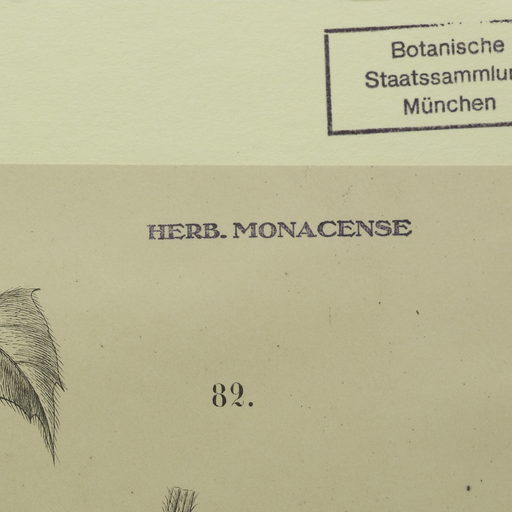 Botanische
Staatssammlun
München
HERB. MONACENSE
82.